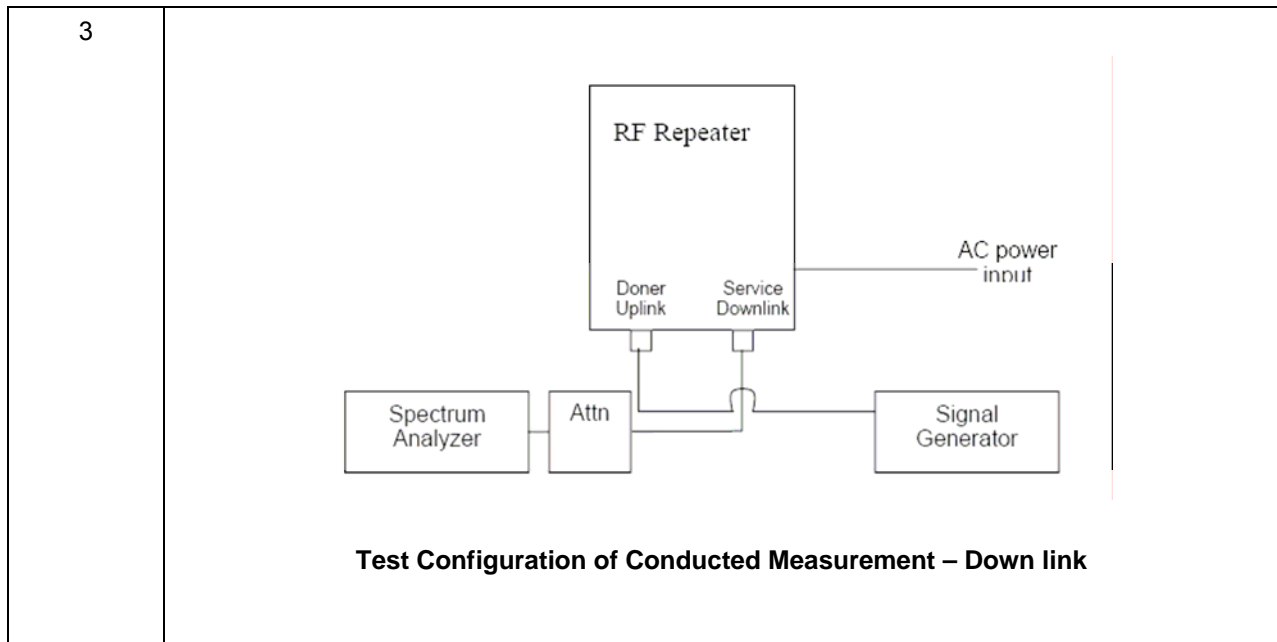 3
RF Repeater
AC power
input
Doner
Uplink
Service
Downlink
Spectrum
Analyzer
Attn
Signal
Generator
Test Configuration of Conducted Measurement – Down link